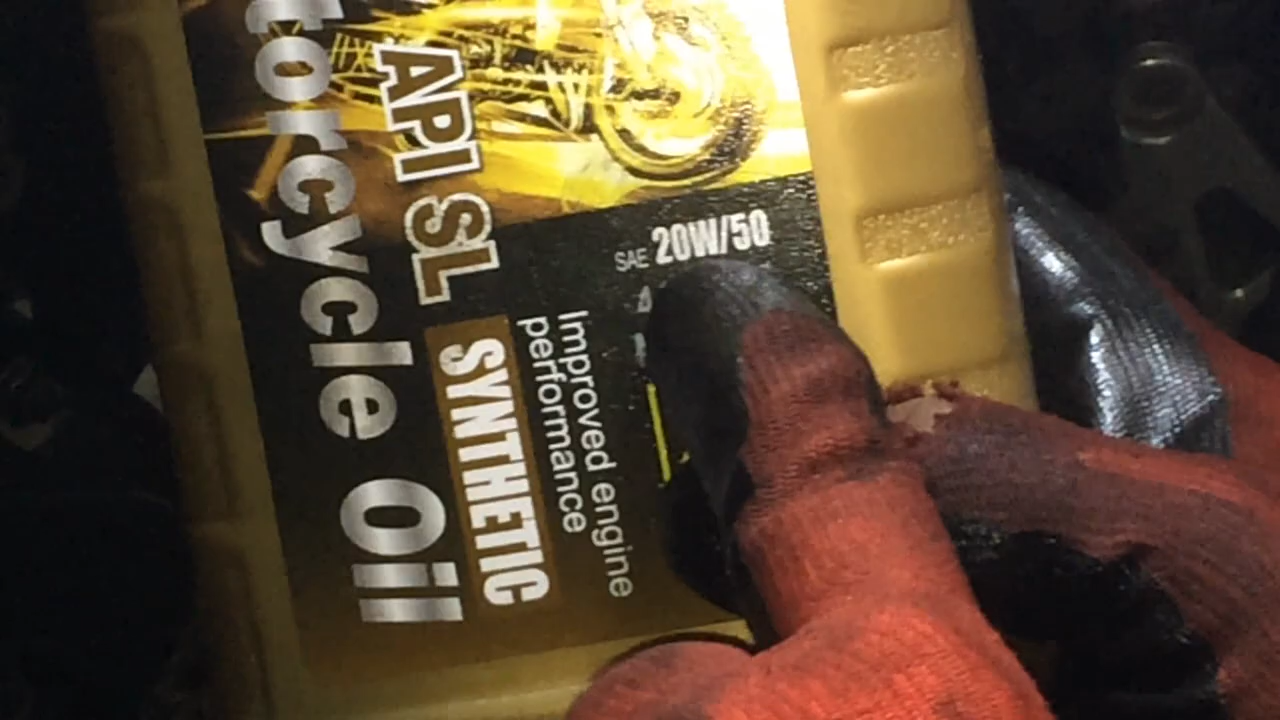 torcycle Oil
API SL
SYNTHETIC
Improved engine
performance
SAE 20W/50